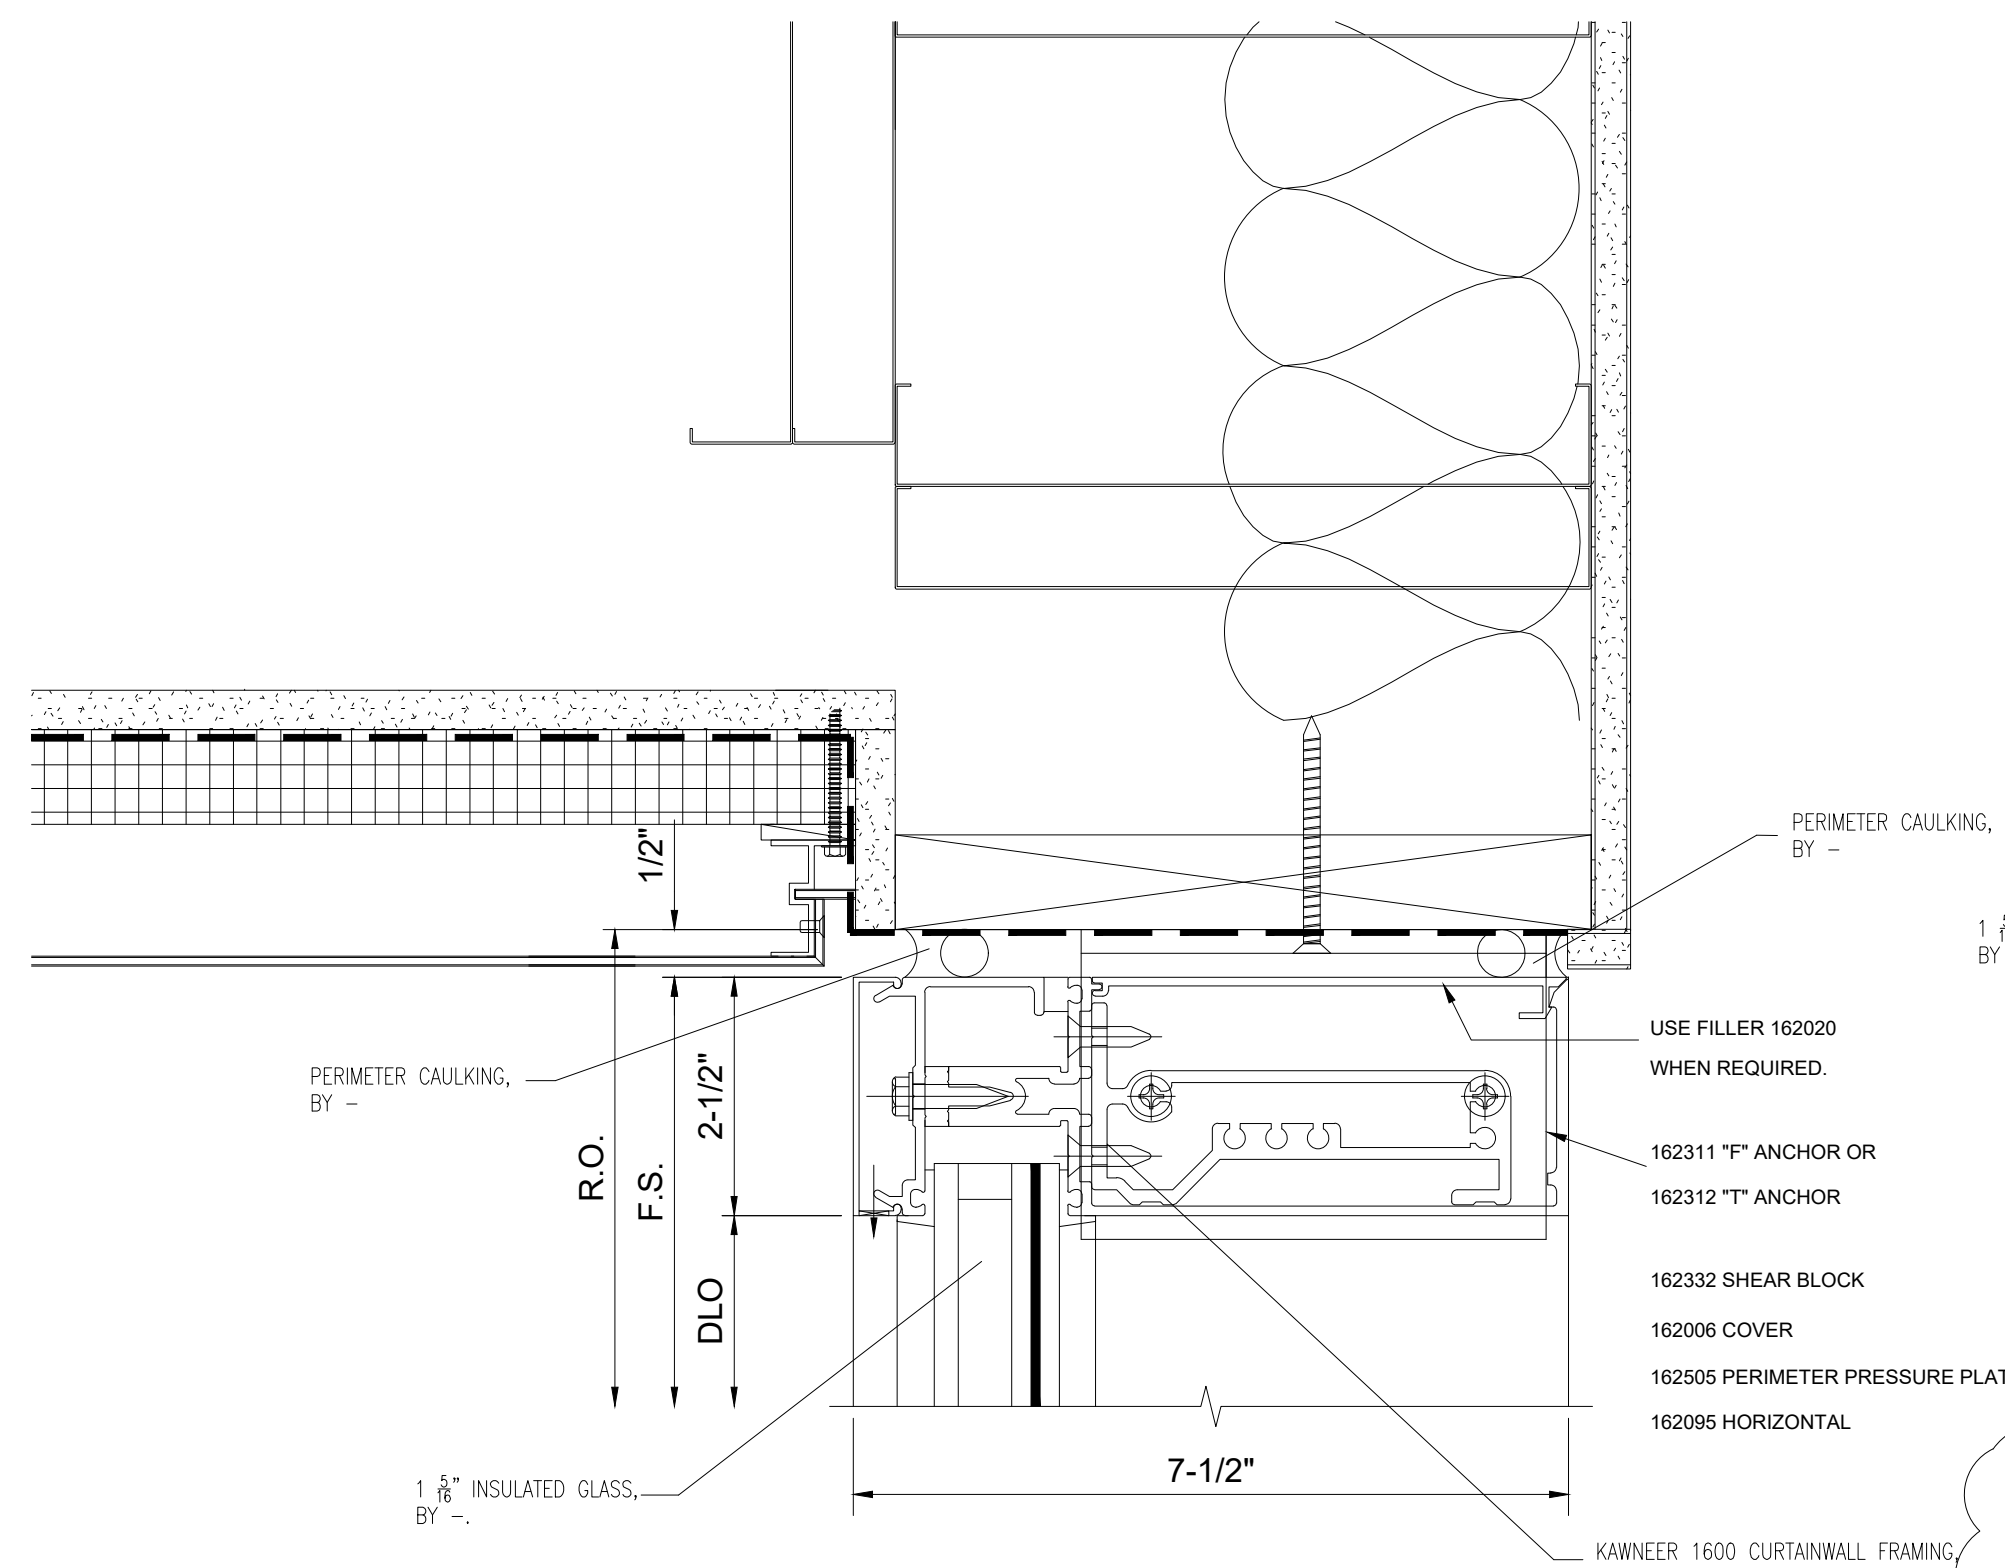 1/2"
PERIMETER CAULKING,
BY –
1
BY
USE FILLER 162020
WHEN REQUIRED.
PERIMETER CAULKING,
BY –
2-1/2"
R.O.
F.S.
162311 "F" ANCHOR OR
162312 "T" ANCHOR
DLO
162332 SHEAR BLOCK
162006 COVER
162505 PERIMETER PRESSURE PLAT
162095 HORIZONTAL
7-1/2"
1 5/16" INSULATED GLASS,
BY –.
KAWNEER 1600 CURTAINWALL FRAMING,